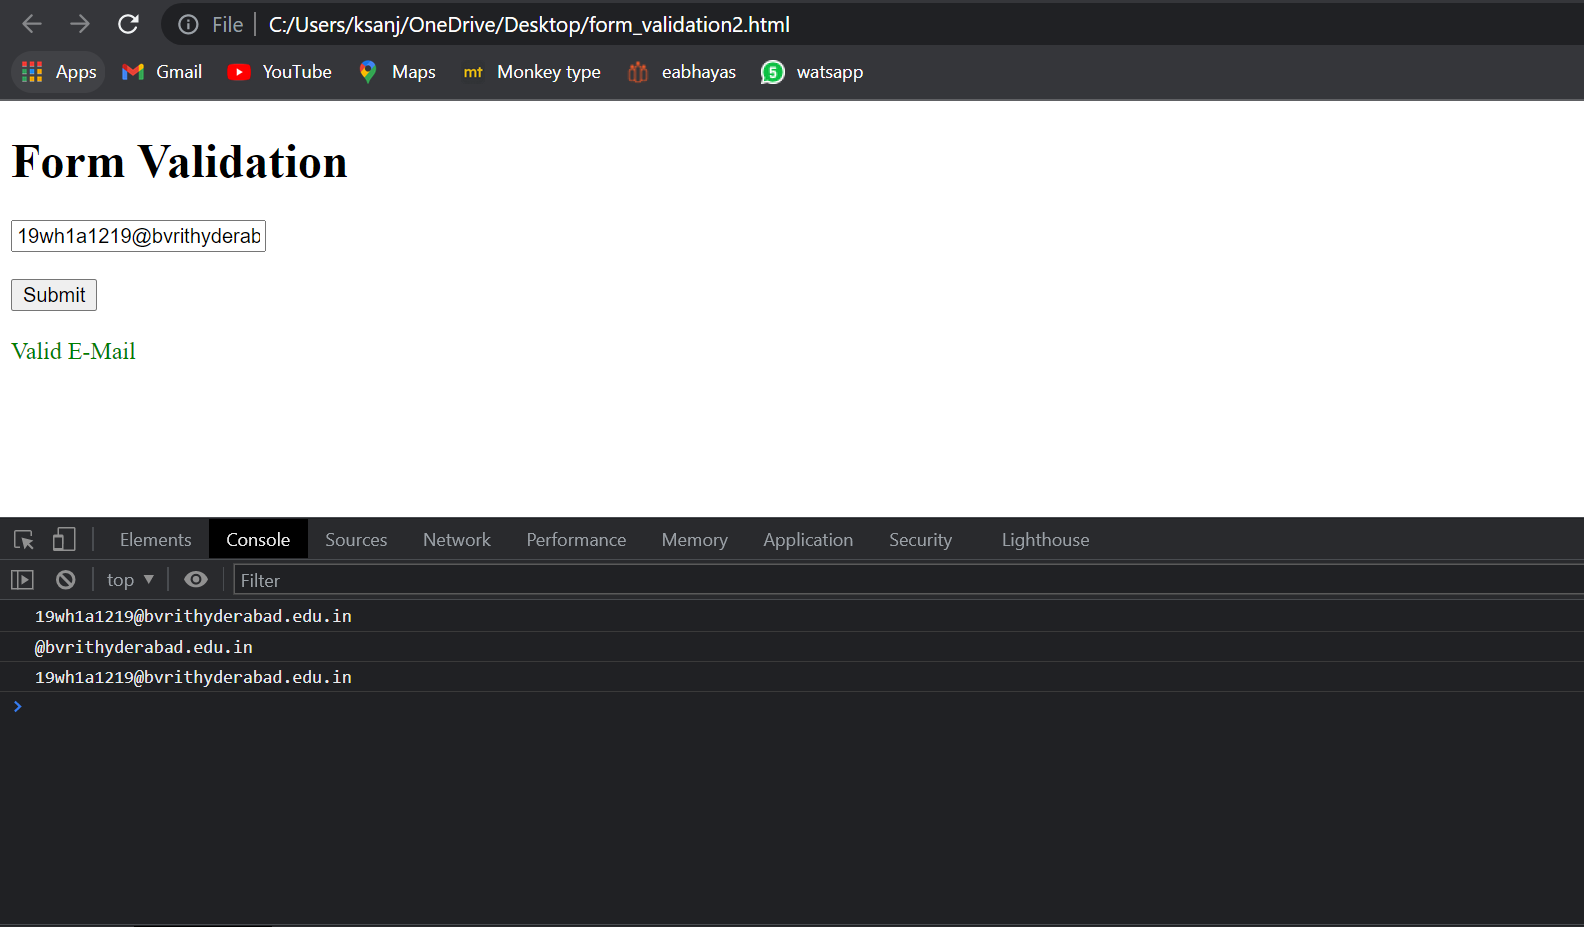 File C:/Users/ksanj/OneDrive/Desktop/form_validation2.html
Apps Gmail YouTube mt Maps Monkey type eabhayas 5 watsapp
Form Validation
19wh1a1219@bvrithyderab
Submit
Valid E-Mail
Elements Console Sources Network Performance Memory Application Security Lighthouse
top Filter
19wh1a1219@bvrithyderabad.edu.in
@bvrithyderabad.edu.in
19wh1a1219@bvrithyderabad.edu.in